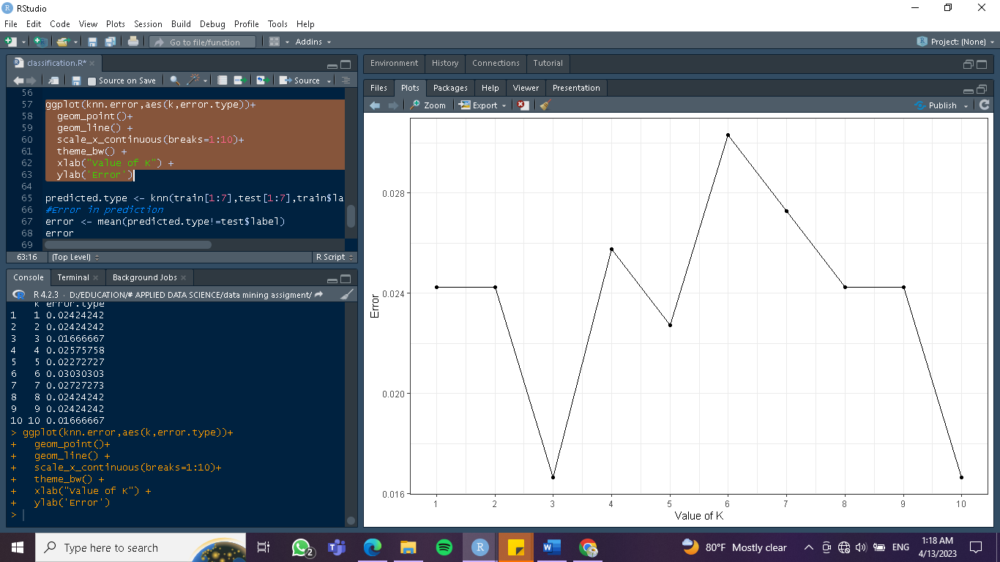 RStudio
File Edit Code View Plots Session Build Debug Profile Tools Help
Go to file/function
Addins
Project: (None)
classification.R*
Source on Save
Source
56
57 ggplot(knn.error,aes(k,error.type))+
58 geom_point()+
59 geom_line() +
60 scale_x_continuous(breaks=1:10)+
61 theme_bw() +
62 xlab("Value of K") +
63 ylab('Error')
64
65 predicted.type <- knn(train[1:7],test[1:7],train$la
66 #Error in prediction
67 error <- mean(predicted.type!=test$label)
68 error
69
63:16 (Top Level) R Script
Console Terminal Background Jobs
R 4.2.3 · D:/EDUCATION/# APPLIED DATA SCIENCE/data mining assigment/
k error.type
1 1 0.02424242
2 2 0.02424242
3 3 0.01666667
4 4 0.02575758
5 5 0.02272727
6 6 0.03030303
7 7 0.02727273
8 8 0.02424242
9 9 0.02424242
10 10 0.01666667
> ggplot(knn.error,aes(k,error.type))+
+ geom_point()+
+ geom_line() +
+ scale_x_continuous(breaks=1:10)+
+ theme_bw() +
+ xlab("Value of K") +
+ ylab('Error')
>
Environment History Connections Tutorial
Files Plots Packages Help Viewer Presentation
Zoom Export Publish
0.028
0.024
0.020
0.016
Error
1 2 3 4 5 6 7 8 9 10
Value of K
Type here to search
2
80°F Mostly clear
ENG
1:18 AM
4/13/2023